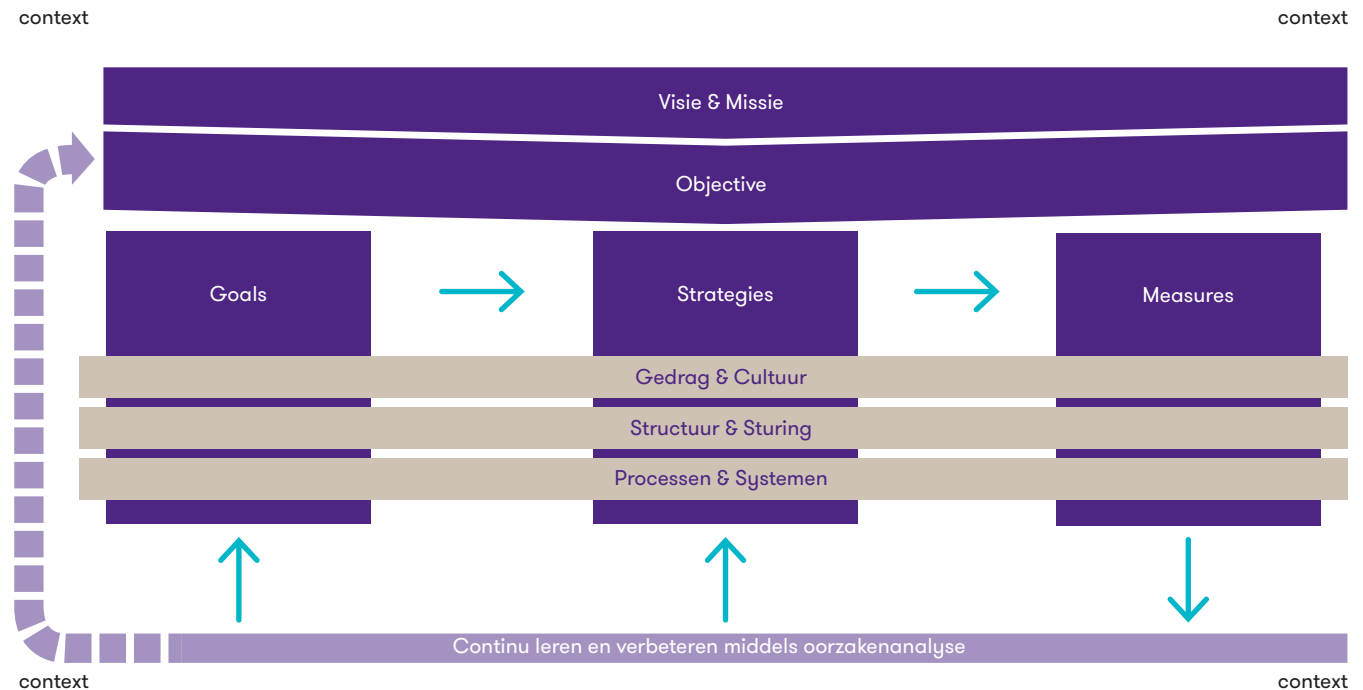 context
context
Visie & Missie
Objective
Goals
Strategies
Measures
Gedrag & Cultuur
Structuur & Sturing
Processen & Systemen
Continu leren en verbeteren middels oorzakenanalyse
context
context